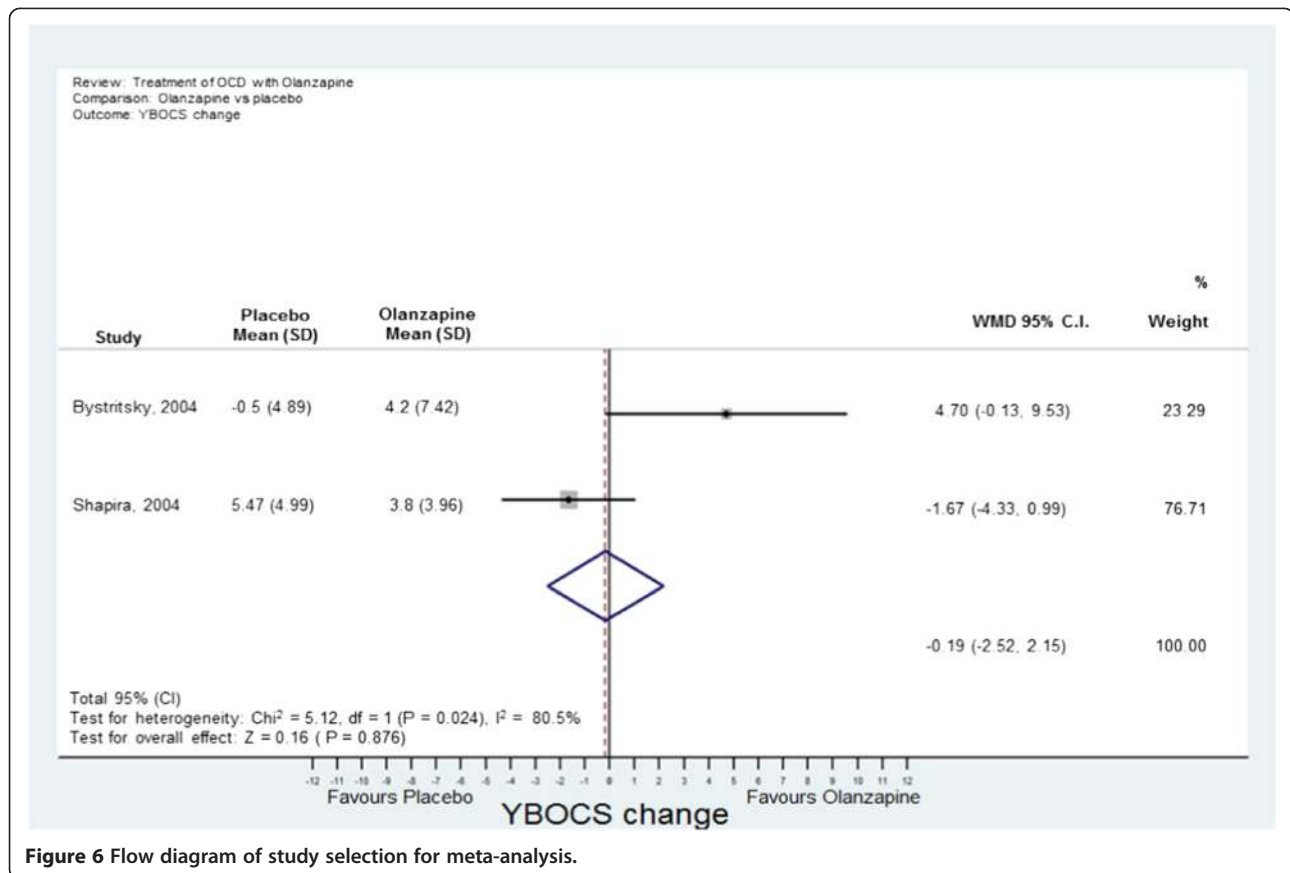 Review: Treatment of OCD with Olanzapine
Comparison: Olanzapine vs placebo
Outcome: YBOCS change
%
Study Placebo Mean (SD) Olanzapine Mean (SD) WMD 95% C.I. Weight
Bystritsky, 2004 -0.5 (4.89) 4.2 (7.42) 4.70 (-0.13, 9.53) 23.29
Shapira, 2004 5.47 (4.99) 3.8 (3.96) -1.67 (-4.33, 0.99) 76.71
-0.19 (-2.52, 2.15) 100.00
Total 95% (CI)
Test for heterogeneity: Chi² = 5.12, df = 1 (P = 0.024), I² = 80.5%
Test for overall effect: Z = 0.16 ( P = 0.876)
-12 -11 -10 -9 -8 -7 -6 -5 -4 -3 -2 -1 0 1 2 3 4 5 6 7 8 9 10 11 12
Favours Placebo Favours Olanzapine
YBOCS change
Figure 6 Flow diagram of study selection for meta-analysis.